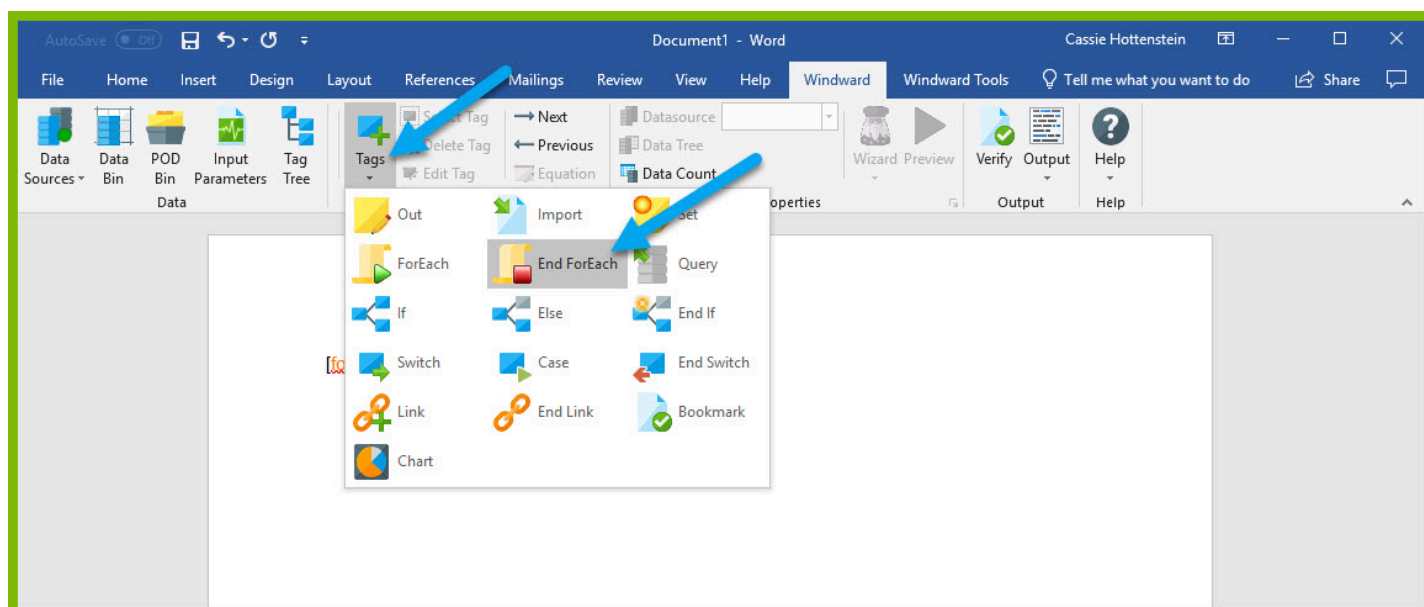 AutoSave Off Document1 - Word Cassie Hottenstein
File Home Insert Design Layout References Mailings Review View Help Windward Windward Tools Tell me what you want to do Share
Data Sources
Data Bin
POD Bin
Input Parameters
Tag Tree
Data
Tags
Select Tag
Delete Tag
Edit Tag
Next
Previous
Equation
Datasource
Data Tree
Data Count
operties
Wizard
Preview
Verify
Output
Output
Help
Help
Out Import Set
ForEach End ForEach Query
If Else End If
Switch Case End Switch
Link End Link Bookmark
Chart
[fo